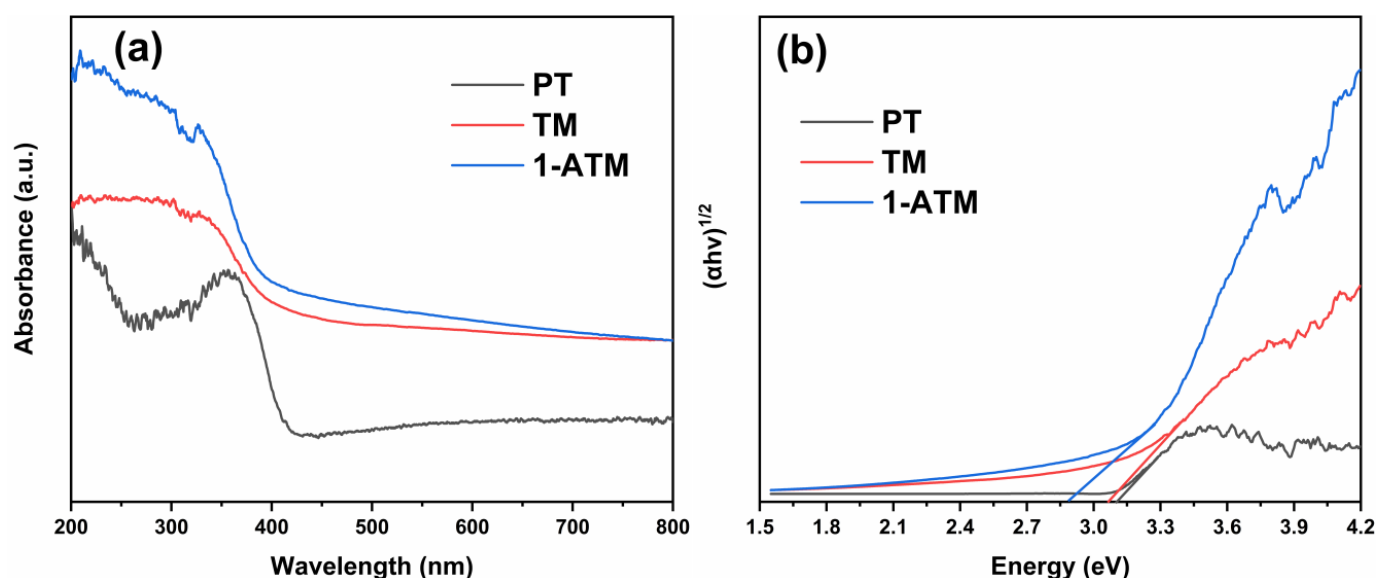 (a)
PT
TM
1-ATM
Absorbance (a.u.)
200 300 400 500 600 700 800
Wavelength (nm)
(b)
PT
TM
1-ATM
(αhv)1/2
1.5 1.8 2.1 2.4 2.7 3.0 3.3 3.6 3.9 4.2
Energy (eV)